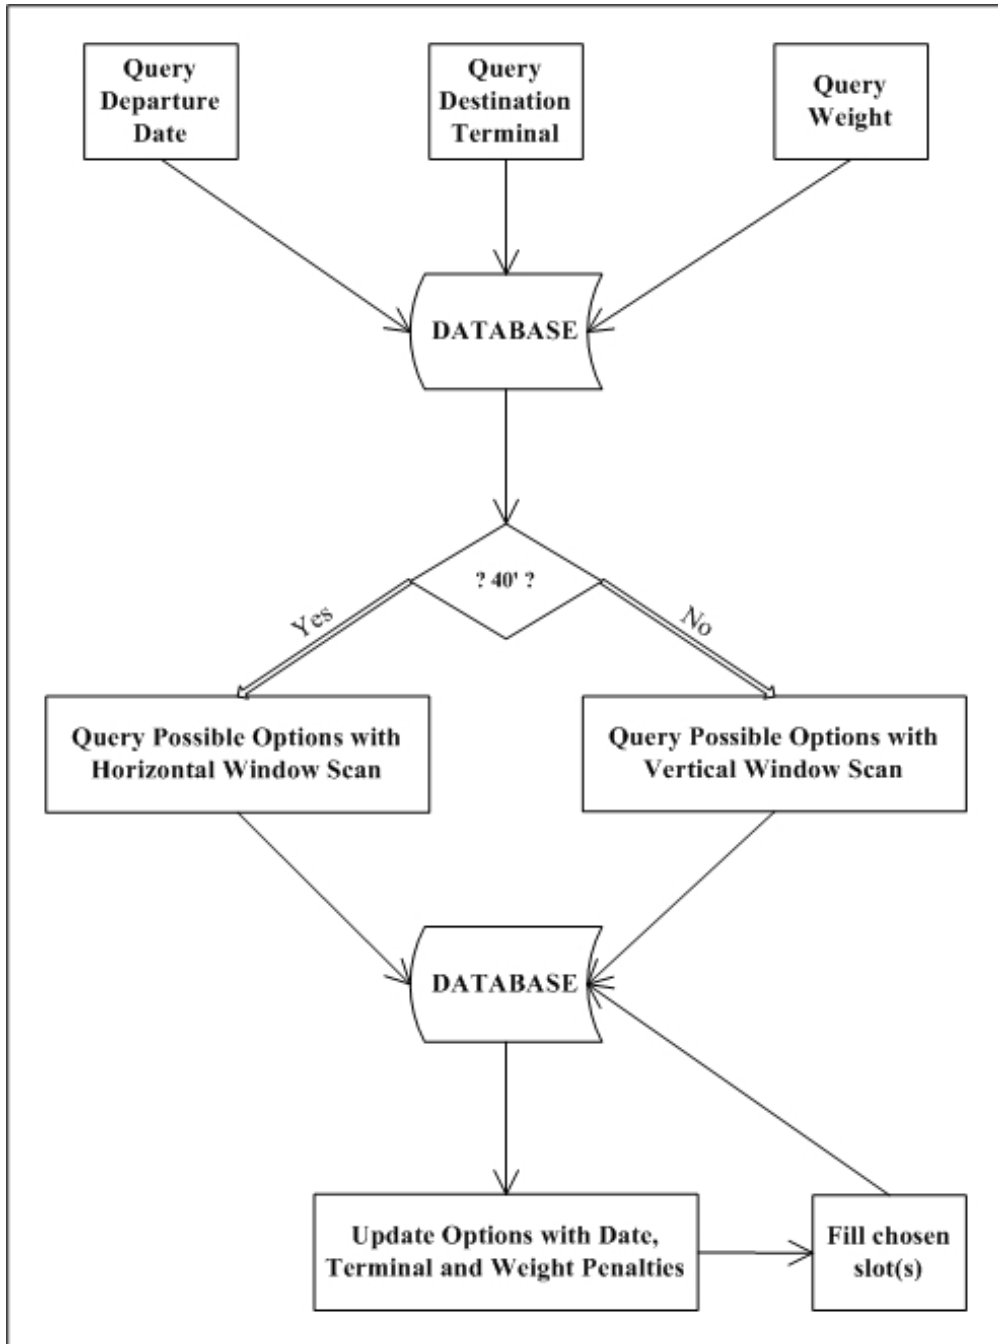 Query
Departure
Date
Query
Destination
Terminal
Query
Weight
DATABASE
? 40' ?
Yes
No
Query Possible Options with
Horizontal Window Scan
Query Possible Options with
Vertical Window Scan
DATABASE
Update Options with Date,
Terminal and Weight Penalties
Fill chosen
slot(s)